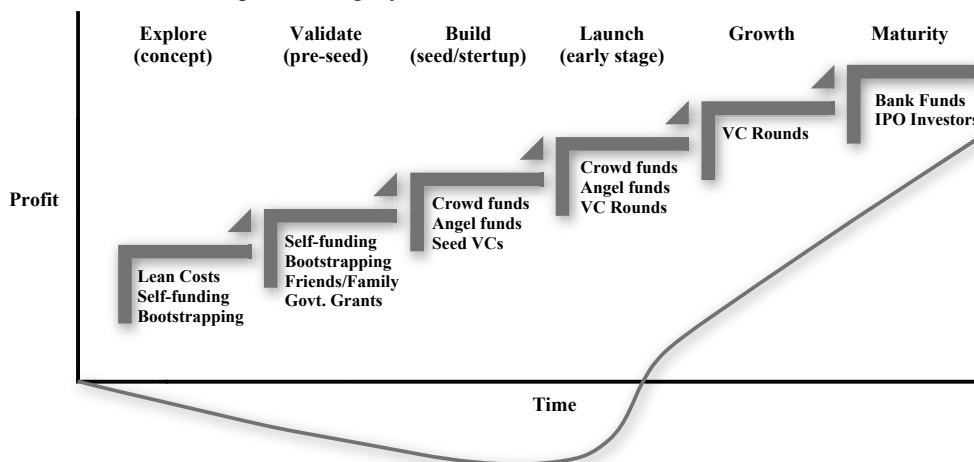 Explore
(concept)
Validate
(pre-seed)
Build
(seed/stertup)
Launch
(early stage)
Growth
Maturity
Profit
Lean Costs
Self-funding
Bootstrapping
Self-funding
Bootstrapping
Friends/Family
Govt. Grants
Crowd funds
Angel funds
Seed VCs
Crowd funds
Angel funds
VC Rounds
VC Rounds
Bank Funds
IPO Investors
Time